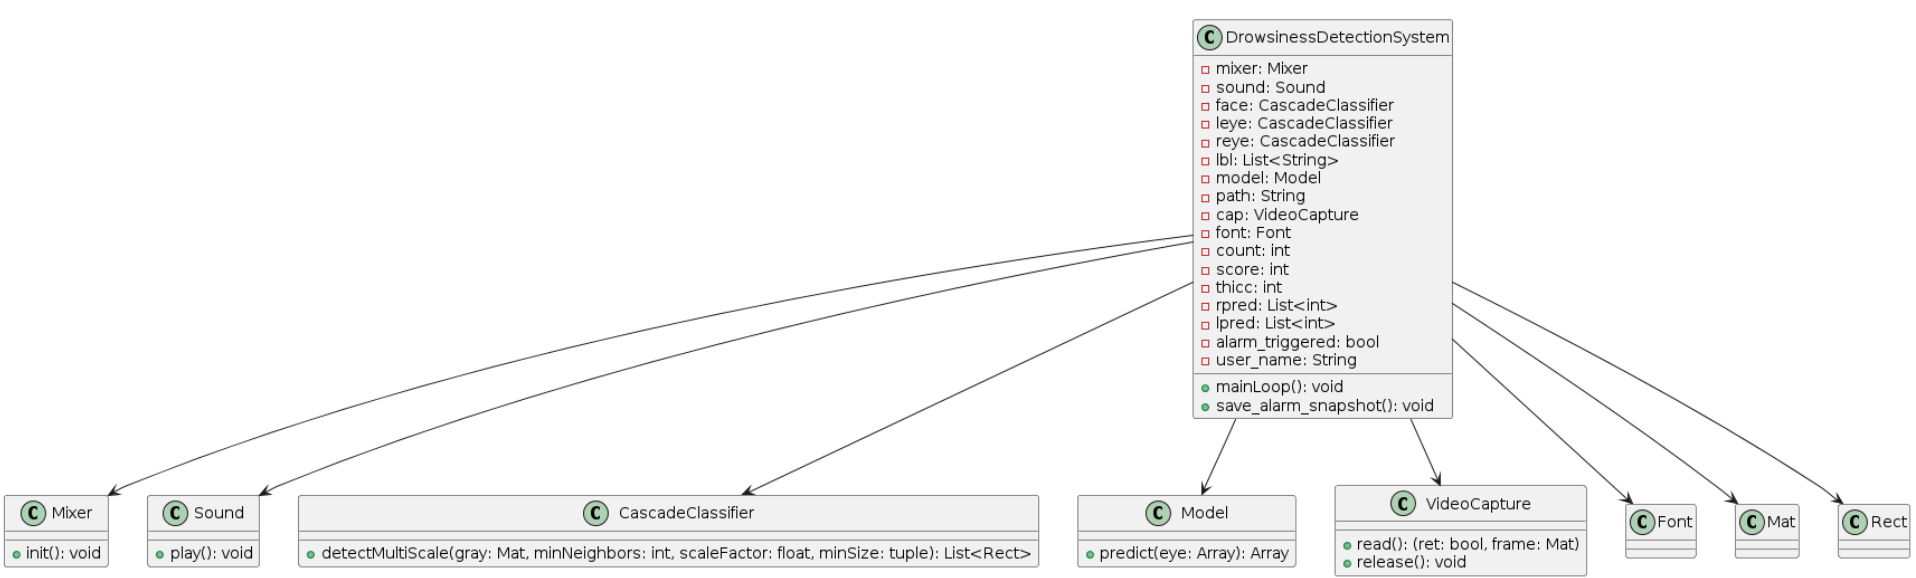 C DrowsinessDetectionSystem
mixer: Mixer
sound: Sound
face: CascadeClassifier
leye: CascadeClassifier
reye: CascadeClassifier
lbl: List<String>
model: Model
path: String
cap: VideoCapture
font: Font
count: int
score: int
thicc: int
rpred: List<int>
lpred: List<int>
alarm_triggered: bool
user_name: String
mainLoop(): void
save_alarm_snapshot(): void
C Mixer
init(): void
C Sound
play(): void
C CascadeClassifier
detectMultiScale(gray: Mat, minNeighbors: int, scaleFactor: float, minSize: tuple): List<Rect>
C Model
predict(eye: Array): Array
C VideoCapture
read(): (ret: bool, frame: Mat)
release(): void
C Font
C Mat
C Rect